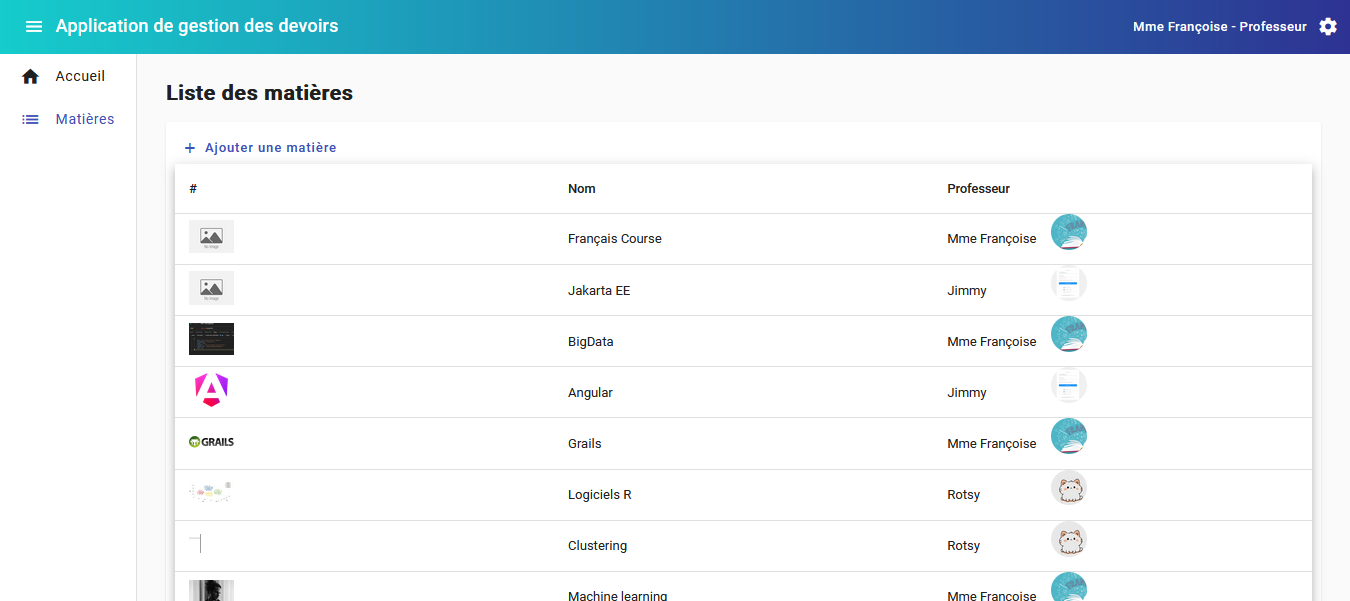 Application de gestion des devoirs
Mme Françoise - Professeur
Accueil
Matières
Liste des matières
+ Ajouter une matière
# Nom Professeur
Français Course Mme Françoise
Jakarta EE Jimmy
BigData Mme Françoise
Angular Jimmy
GRAILS Grails Mme Françoise
Logiciels R Rotsy
Clustering Rotsy
Machine learning Mme Françoise